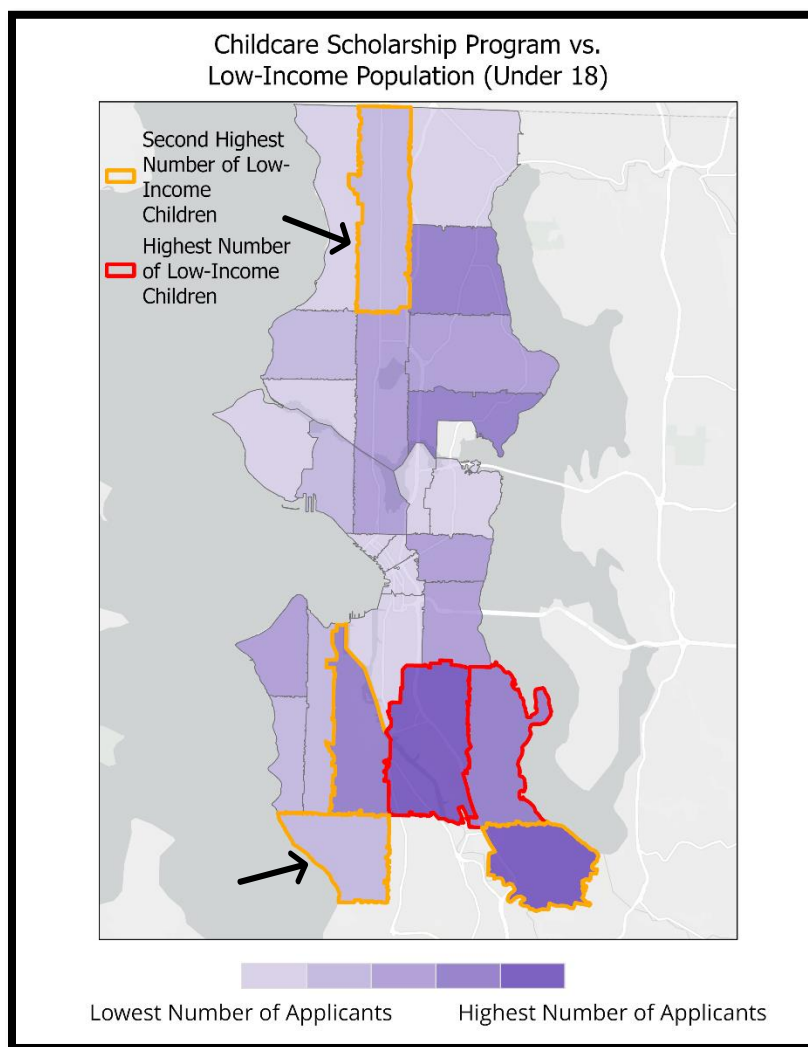 Childcare Scholarship Program vs.
Low-Income Population (Under 18)
Second Highest
Number of Low-
Income
Children
Highest Number
of Low-Income
Children
Lowest Number of Applicants
Highest Number of Applicants